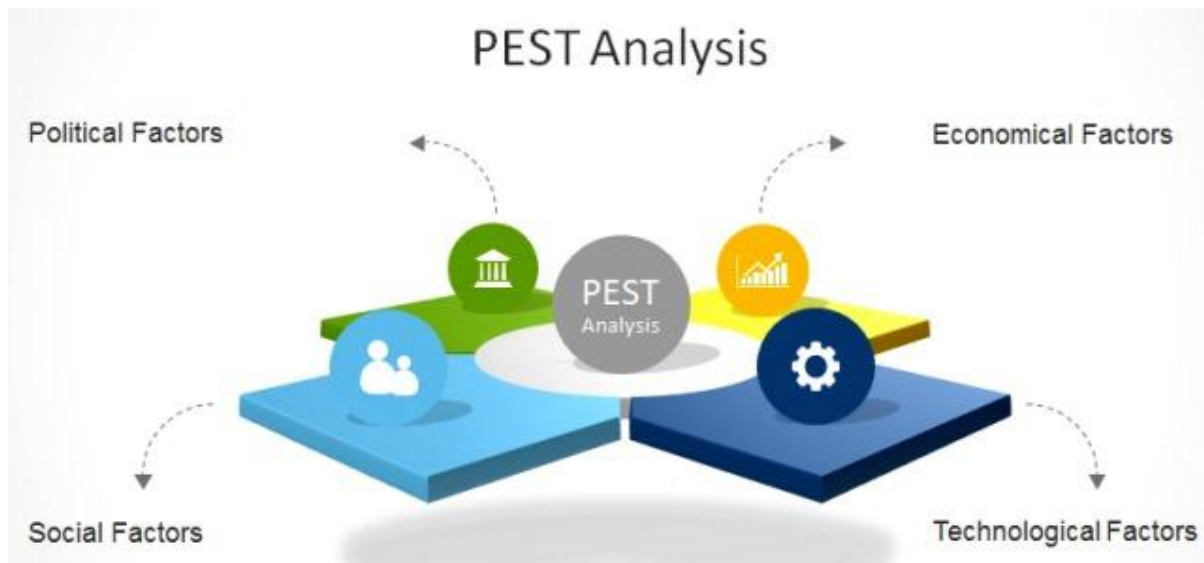 PEST Analysis
Political Factors
Economical Factors
PEST
Analysis
Social Factors
Technological Factors